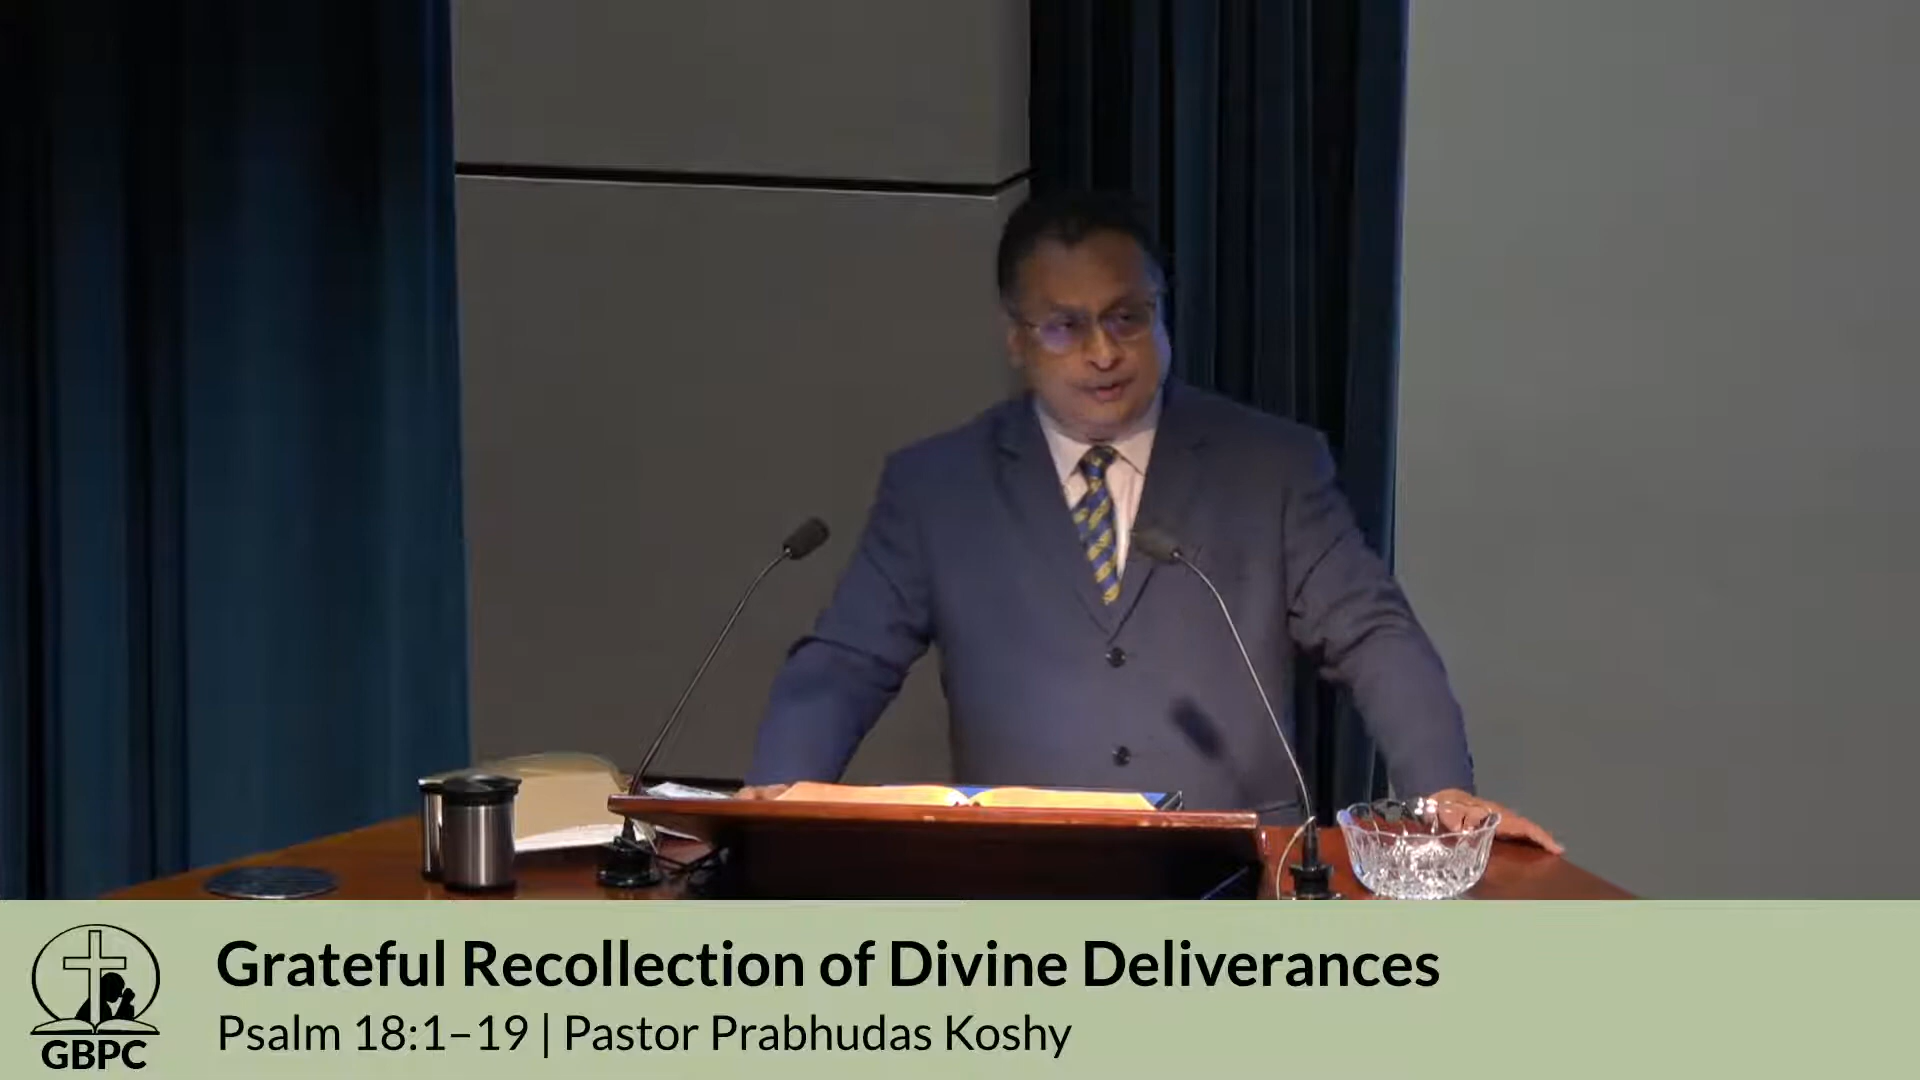 Grateful Recollection of Divine Deliverances
Psalm 18:1–19 | Pastor Prabhudas Koshy
GBPC